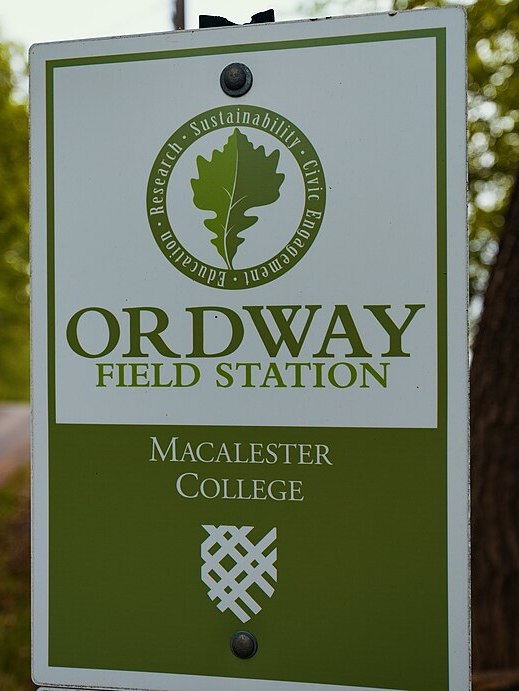 Research · Sustainability · Civic Engagement · Education ·
ORDWAY
FIELD STATION
MACALESTER
COLLEGE